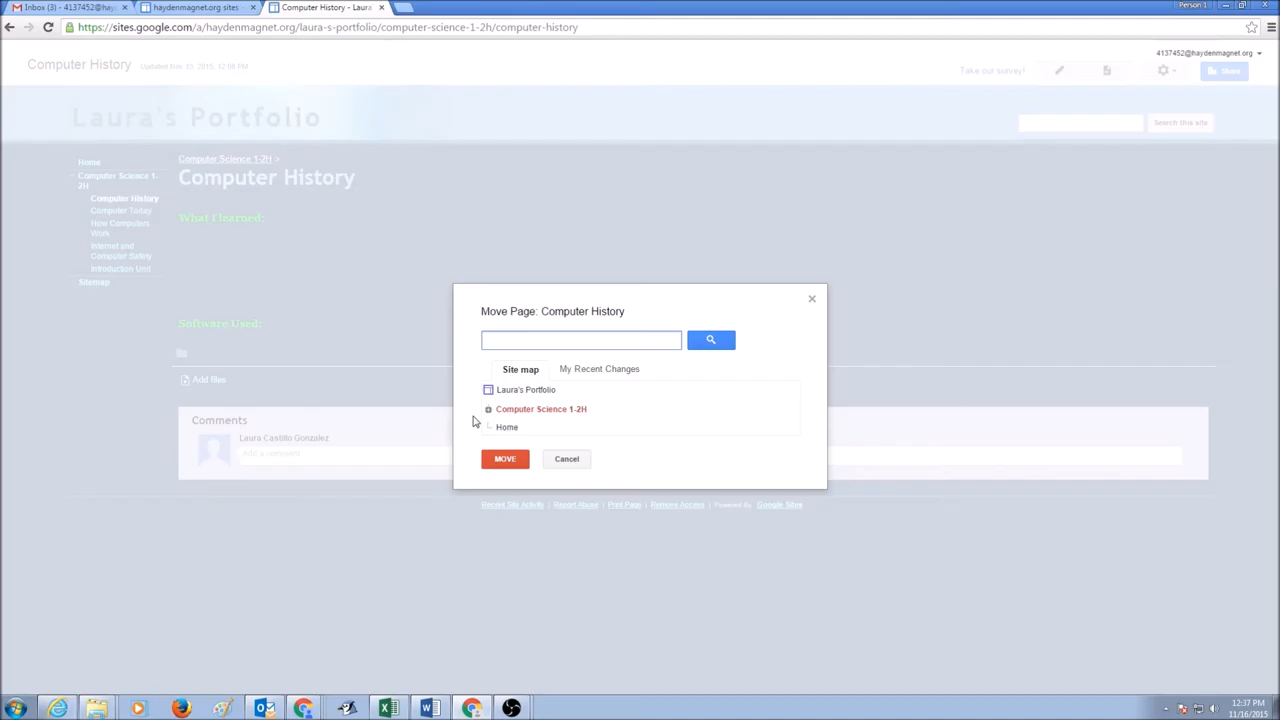 Inbox (3) - 4137452@hay
haydenmagnet.org sites -
Computer History - Laura
Person 1
https://sites.google.com/a/haydenmagnet.org/laura-s-portfolio/computer-science-1-2h/computer-history
4137452@haydenmagnet.org
Computer History Updated Nov 13, 2015, 12:06 PM
Take our survey!
Share
Laura's Portfolio
Search this site
Home
Computer Science 1-
2H
Computer History
Computer Today
How Computers
Work
Internet and
Computer Safety
Introduction Unit
Sitemap
Computer Science 1-2H >
Computer History
What I learned:
Software Used:
Add files
Comments
Laura Castillo Gonzalez
Add a comment
Move Page: Computer History
Site map
My Recent Changes
Laura's Portfolio
Computer Science 1-2H
Home
MOVE
Cancel
Recent Site Activity | Report Abuse | Print Page | Remove Access | Powered By Google Sites
12:37 PM
11/16/2015